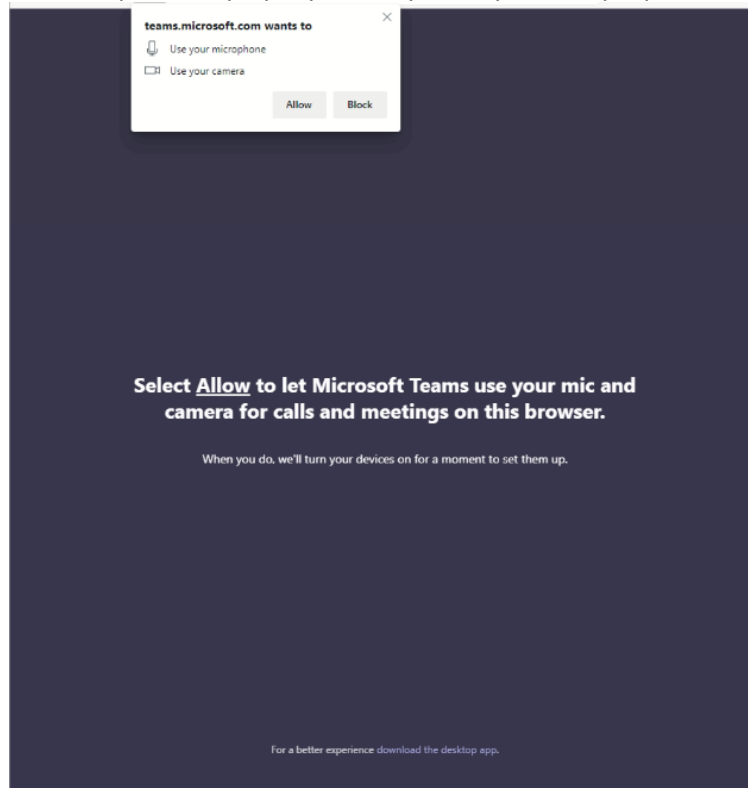 teams.microsoft.com wants to
Use your microphone
Use your camera
Allow Block
Select Allow to let Microsoft Teams use your mic and
camera for calls and meetings on this browser.
When you do, we'll turn your devices on for a moment to set them up.
For a better experience download the desktop app.